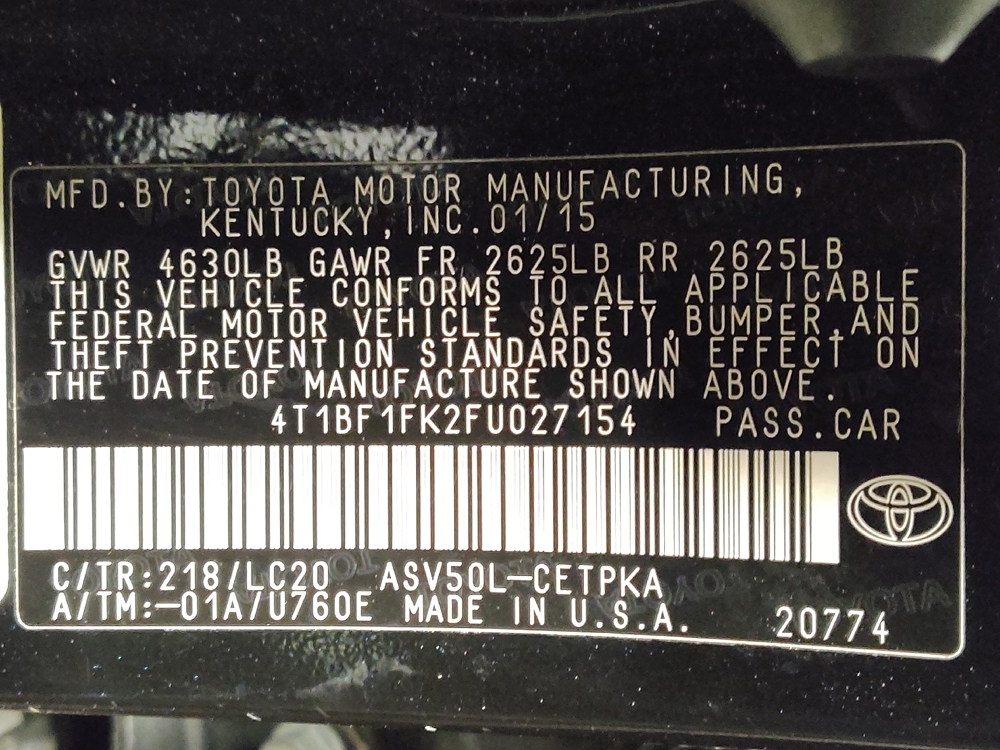 MFD.BY:TOYOTA MOTOR MANUFACTURING,
KENTUCKY,INC.01/15
GVWR 4630LB GAWR FR 2625LB RR 2625LB
THIS VEHICLE CONFORMS TO ALL APPLICABLE
FEDERAL MOTOR VEHICLE SAFETY,BUMPER,AND
THEFT PREVENTION STANDARDS IN EFFECT ON
THE DATE OF MANUFACTURE SHOWN ABOVE.
4T1BF1FK2FU027154 PASS.CAR
C/TR:218/LC20 ASV50L-CETPKA
A/TM:-01A/U760E MADE IN U.S.A. 20774